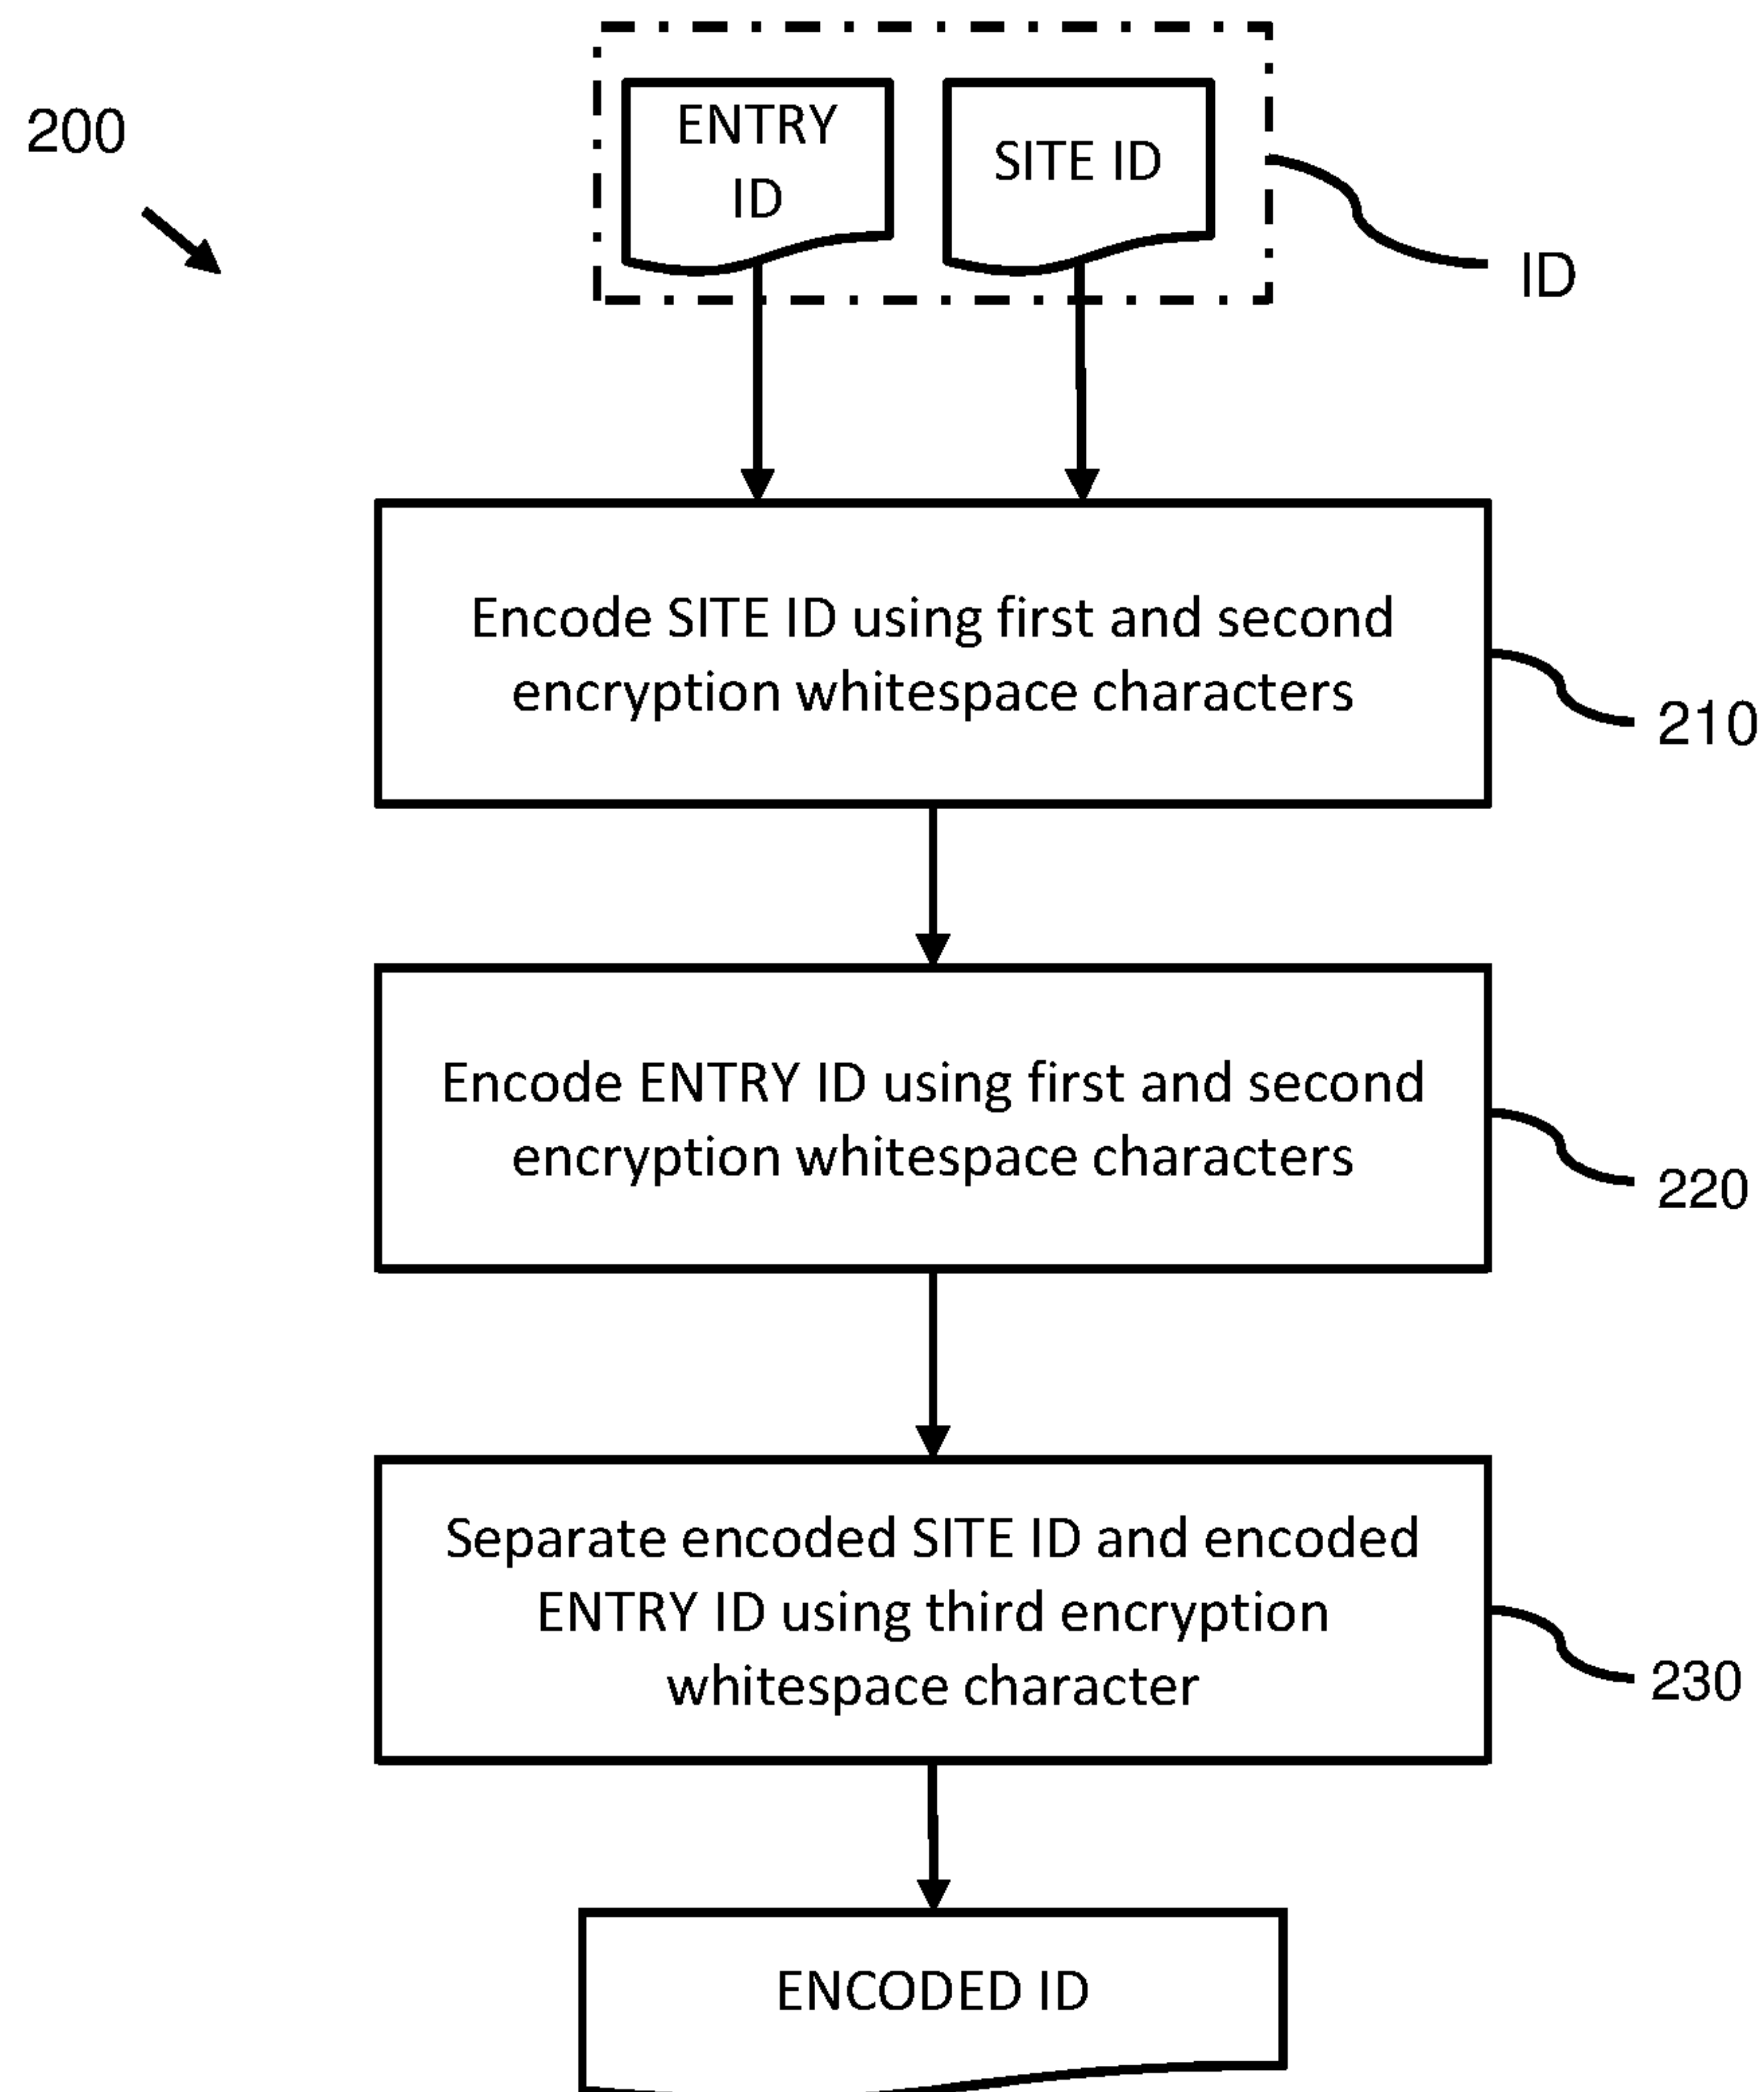 200
ENTRY
ID
SITE ID
ID
Encode SITE ID using first and second
encryption whitespace characters
210
Encode ENTRY ID using first and second
encryption whitespace characters
220
Separate encoded SITE ID and encoded
ENTRY ID using third encryption
whitespace character
230
ENCODED ID